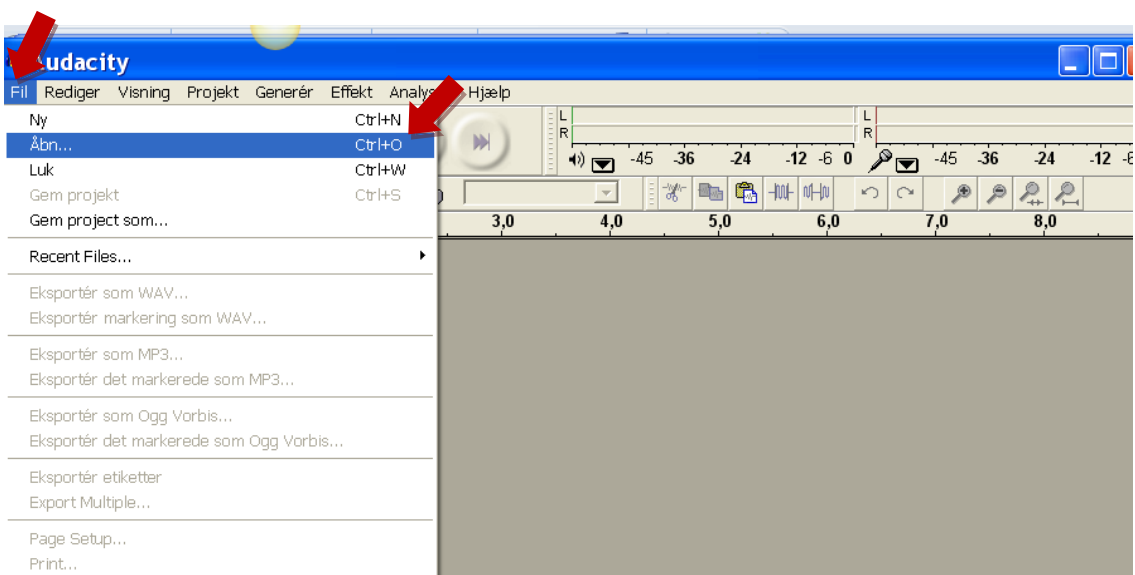 udacity
Fil Rediger Visning Projekt Generér Effekt Analys Hjælp
Ny Ctrl+N
Åbn... Ctrl+O
Luk Ctrl+W
Gem projekt Ctrl+S
Gem project som...
Recent Files...
Eksportér som WAV...
Eksportér markering som WAV...
Eksportér som MP3...
Eksportér det markerede som MP3...
Eksportér som Ogg Vorbis...
Eksportér det markerede som Ogg Vorbis...
Eksportér etiketter
Export Multiple...
Page Setup...
Print...
L L
R R
-45 -36 -24 -12 -6 0 -45 -36 -24 -12 -6
3,0 4,0 5,0 6,0 7,0 8,0